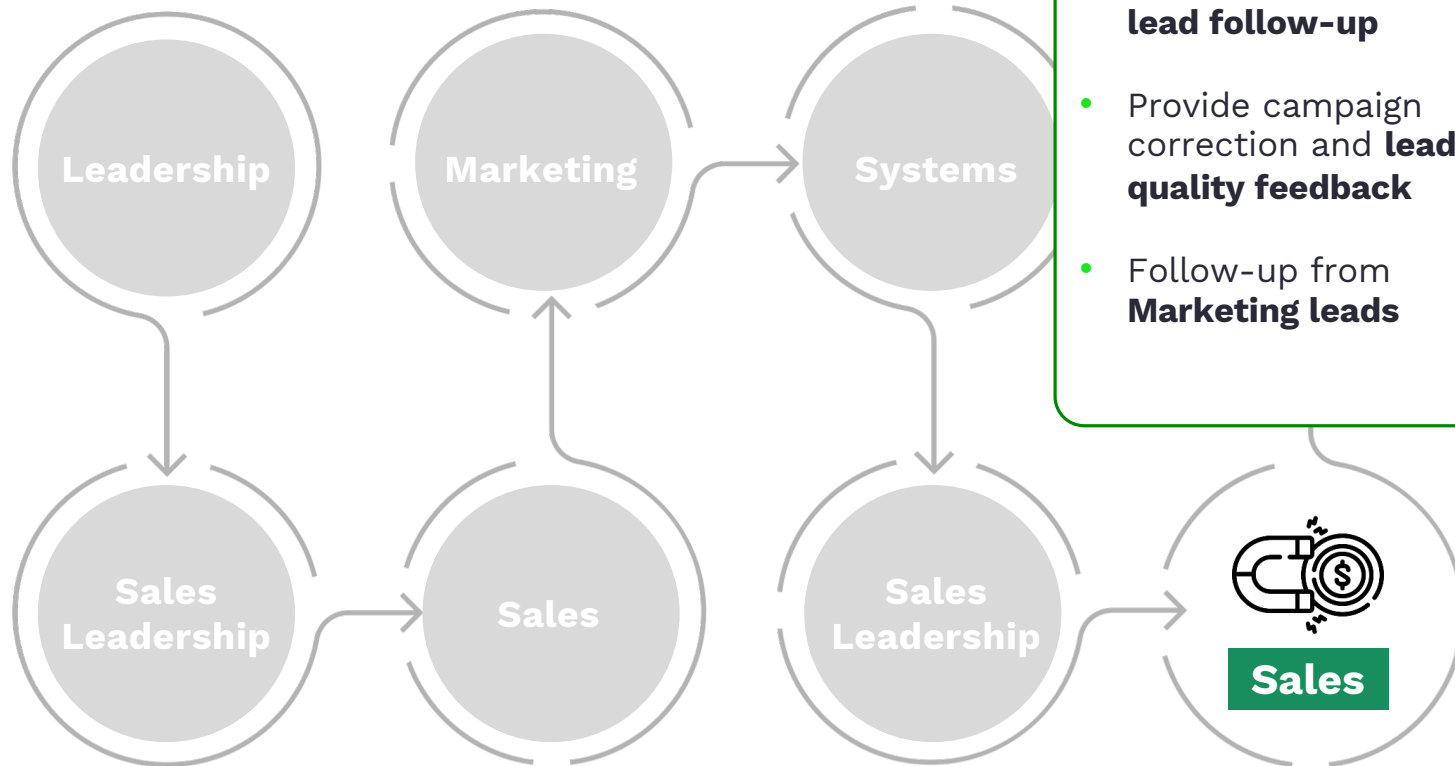 Leadership
Marketing
Systems
lead follow-up
• Provide campaign
correction and lead
quality feedback
• Follow-up from
Marketing leads
Sales
Leadership
Sales
Sales
Leadership
$
Sales